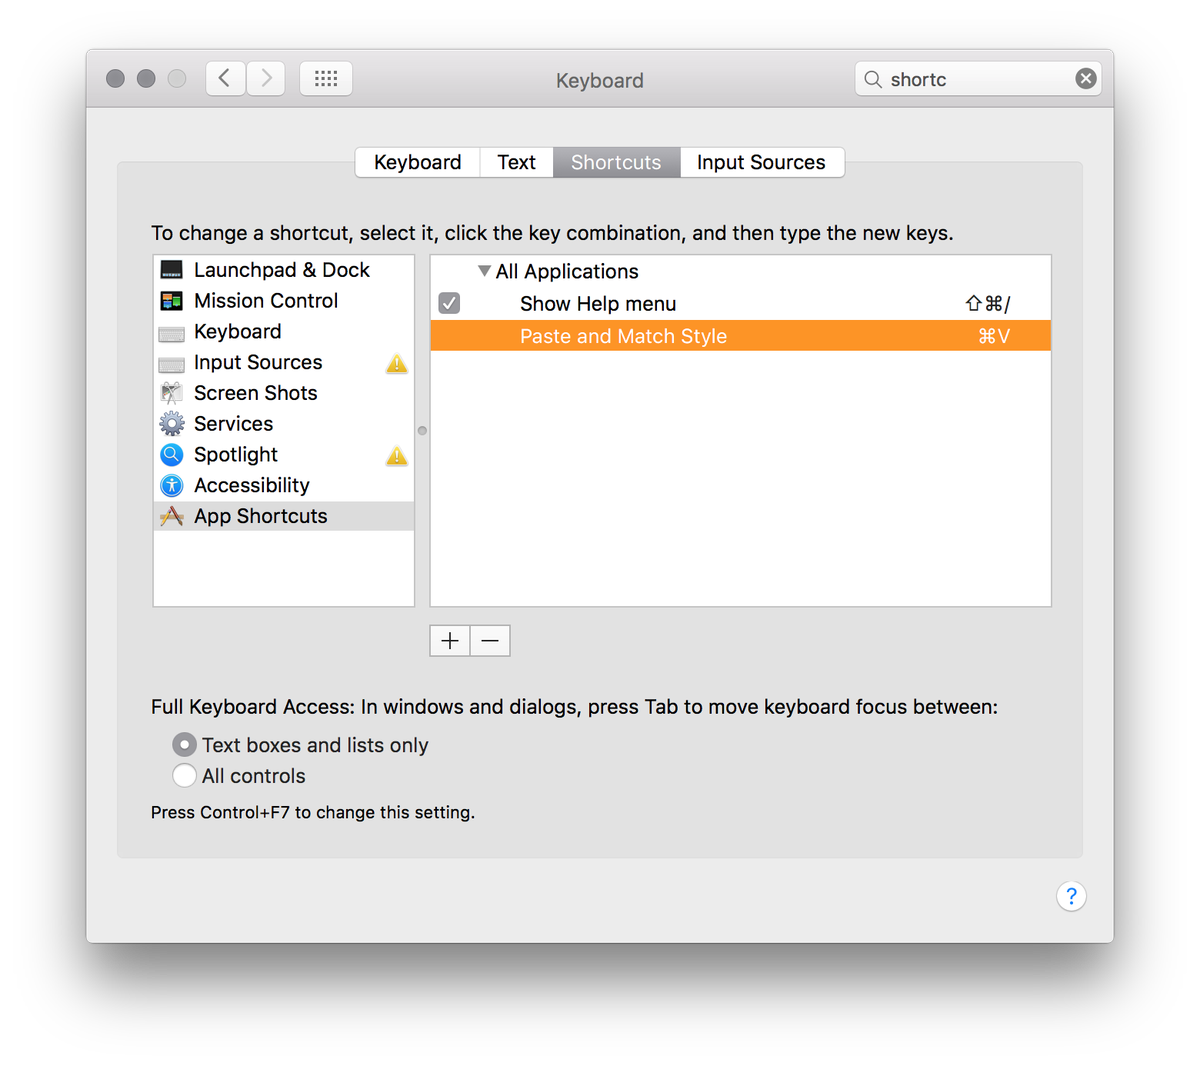 Keyboard
shortc
Keyboard
Text
Shortcuts
Input Sources
To change a shortcut, select it, click the key combination, and then type the new keys.
Launchpad & Dock
Mission Control
Keyboard
Input Sources
Screen Shots
Services
Spotlight
Accessibility
App Shortcuts
All Applications
Show Help menu ⇧⌘/
Paste and Match Style ⌘V
Full Keyboard Access: In windows and dialogs, press Tab to move keyboard focus between:
Text boxes and lists only
All controls
Press Control+F7 to change this setting.
?